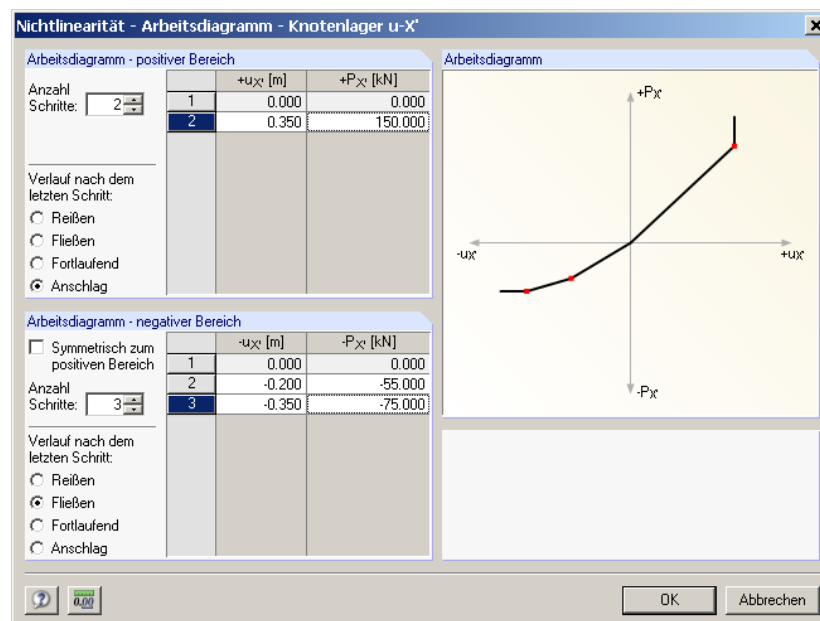 Nichtlinearität - Arbeitsdiagramm - Knotenlager u-X'
Arbeitsdiagramm - positiver Bereich
Anzahl
Schritte: 2
+uX' [m] +PX' [kN]
1 0.000 0.000
2 0.350 150.000
Verlauf nach dem
letzten Schritt:
Reißen
Fließen
Fortlaufend
Anschlag
Arbeitsdiagramm - negativer Bereich
Symmetrisch zum
positiven Bereich
Anzahl
Schritte: 3
-uX' [m] -PX' [kN]
1 0.000 0.000
2 -0.200 -55.000
3 -0.350 -75.000
Verlauf nach dem
letzten Schritt:
Reißen
Fließen
Fortlaufend
Anschlag
Arbeitsdiagramm
+PX'
-uX'
+uX'
-PX'
0.00
OK
Abbrechen